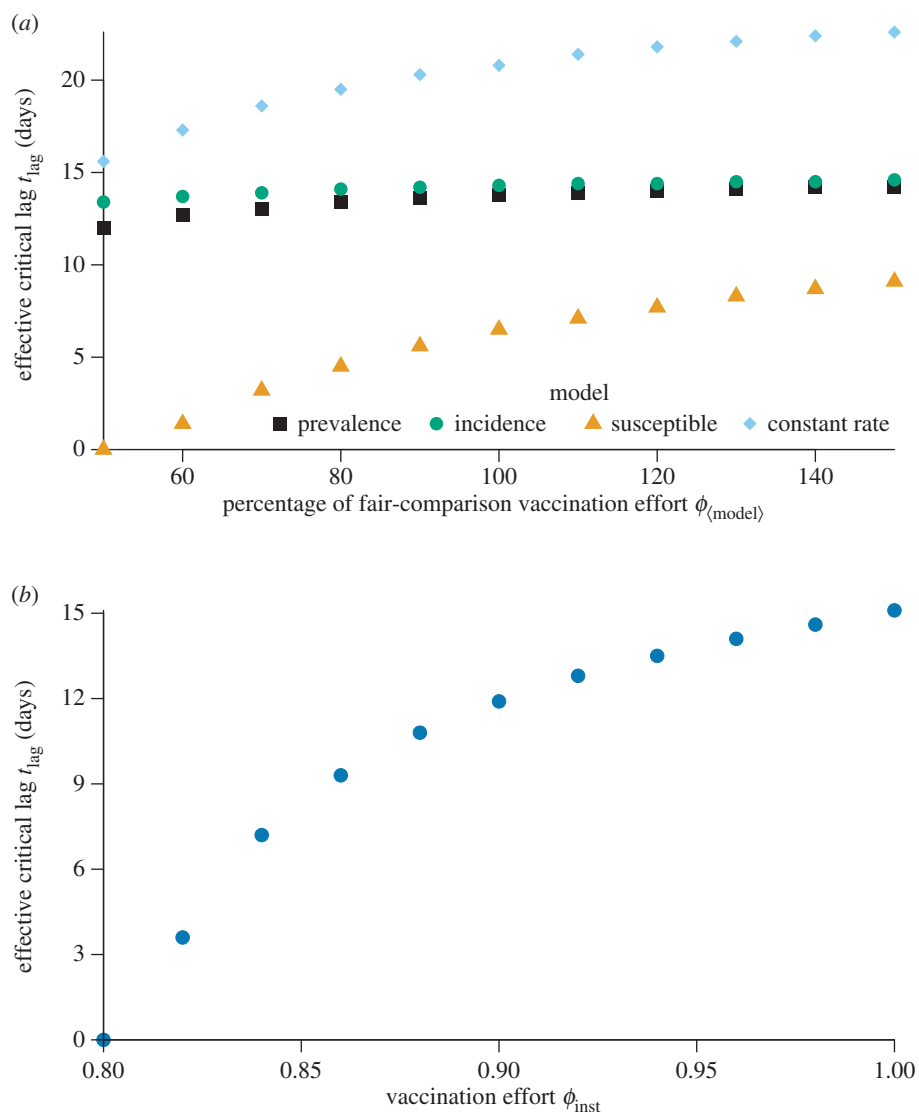 (a)
effective critical lag t_lag (days)
20
15
10
5
0
model
prevalence incidence susceptible constant rate
60 80 100 120 140
percentage of fair-comparison vaccination effort ϕ⟨model⟩
(b)
effective critical lag t_lag (days)
15
12
9
6
3
0
0.80 0.85 0.90 0.95 1.00
vaccination effort ϕ_inst